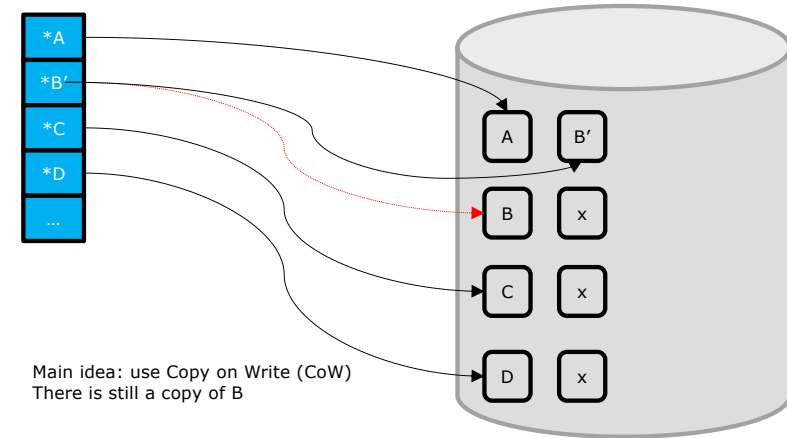 *A
*B′
*C
*D
...
A B′
B x
C x
D x
Main idea: use Copy on Write (CoW)
There is still a copy of B